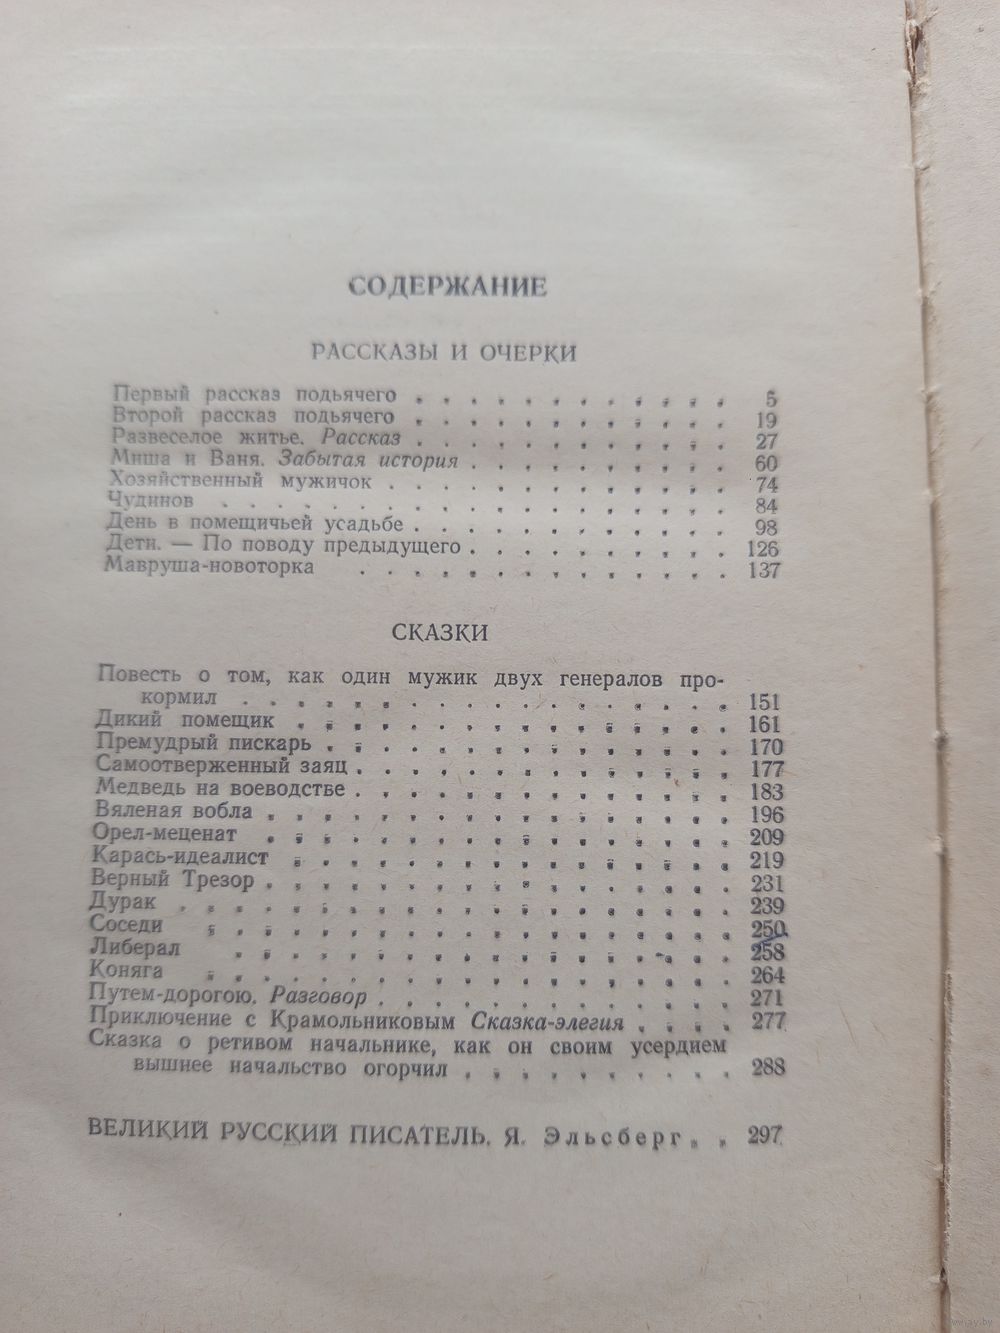 СОДЕРЖАНИЕ
РАССКАЗЫ И ОЧЕРКИ
Первый рассказ подьячего . . . . . . . . . . . . 5
Второй рассказ подьячего . . . . . . . . . . . . 19
Развеселое житье. Рассказ . . . . . . . . . . . . 27
Миша и Ваня. Забытая история . . . . . . . . . . 60
Хозяйственный мужичок . . . . . . . . . . . . . 74
Чудинов . . . . . . . . . . . . . . . . . . . 84
День в помещичьей усадьбе . . . . . . . . . . . . 98
Дети. — По поводу предыдущего . . . . . . . . . . 126
Мавруша-новоторка . . . . . . . . . . . . . . 137
СКАЗКИ
Повесть о том, как один мужик двух генералов про-
кормил . . . . . . . . . . . . . . . . . . 151
Дикий помещик . . . . . . . . . . . . . . . . 161
Премудрый пискарь . . . . . . . . . . . . . . . 170
Самоотверженный заяц . . . . . . . . . . . . . . 177
Медведь на воеводстве . . . . . . . . . . . . . . 183
Вяленая вобла . . . . . . . . . . . . . . . . . 196
Орел-меценат . . . . . . . . . . . . . . . . . 209
Карась-идеалист . . . . . . . . . . . . . . . . 219
Верный Трезор . . . . . . . . . . . . . . . . . 231
Дурак . . . . . . . . . . . . . . . . . . . . 239
Соседи . . . . . . . . . . . . . . . . . . . 250
Либерал . . . . . . . . . . . . . . . . . . 258
Коняга . . . . . . . . . . . . . . . . . . . 264
Путем-дорогою. Разговор . . . . . . . . . . . . . 271
Приключение с Крамольниковым Сказка-элегия . . . . 277
Сказка о ретивом начальнике, как он своим усердием
вышнее начальство огорчил . . . . . . . . . . 288
ВЕЛИКИЙ РУССКИЙ ПИСАТЕЛЬ. Я. Эльсберг . . 297